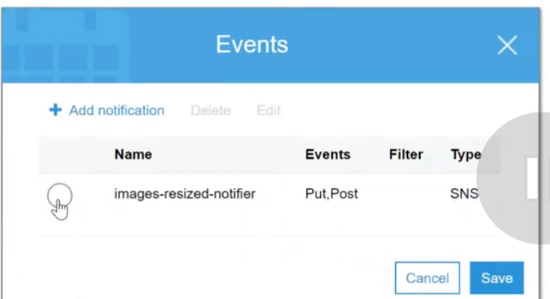 Events
+ Add notification Delete Edit
Name Events Filter Type
images-resized-notifier Put,Post SNS
Cancel Save